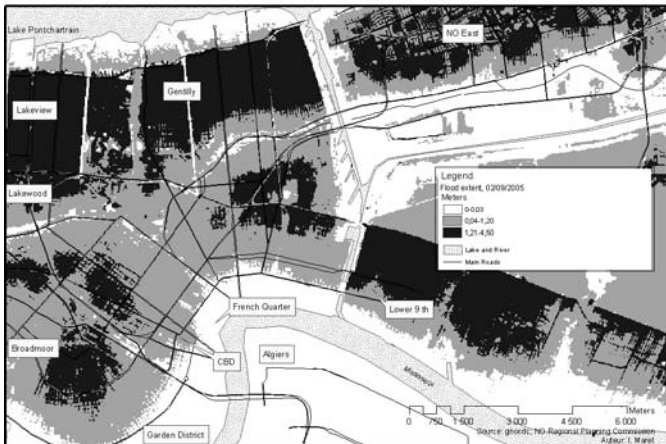 Lake Pontchartrain
NO East
Gentilly
Lakeview
Lakewood
Legend
Flood extent, 02/09/2005
Meters
0-0,03
0,04-1,20
1,21-4,50
Lake and River
Main Roads
French Quarter
Lower 9 th
Broadmoor
CBD
Algiers
Mississippi
Garden District
Meters
0 750 1 500 3 000 4 500 6 000
Source: gnocdc, NO Regional Planning Commission
Auteur: I. Maret